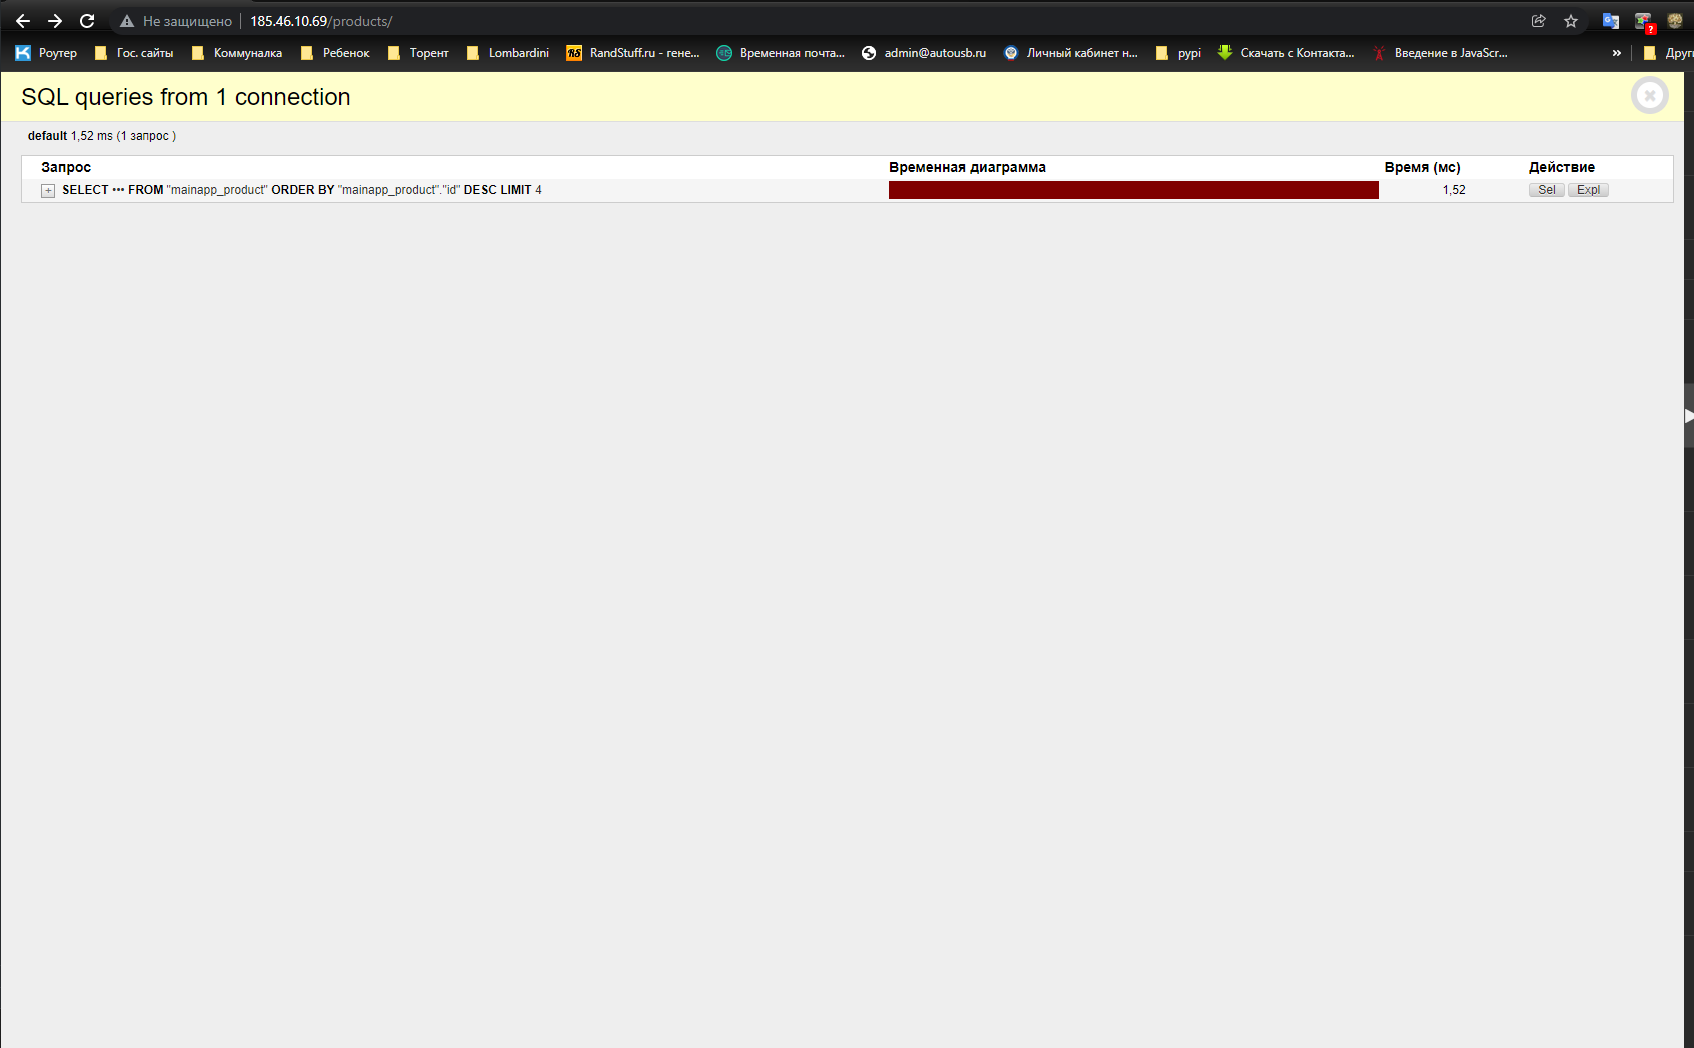 Не защищено 185.46.10.69/products/
Роутер Гос. сайты Коммуналка Ребенок Торент Lombardini RS RandStuff.ru - гене... Временная почта... admin@autousb.ru Личный кабинет н... pypi Скачать с Контакта... Введение в JavaScr... » Други
SQL queries from 1 connection
default 1,52 ms (1 запрос )
Запрос Временная диаграмма Время (мс) Действие
+ SELECT ••• FROM "mainapp_product" ORDER BY "mainapp_product"."id" DESC LIMIT 4 1,52 Sel Expl